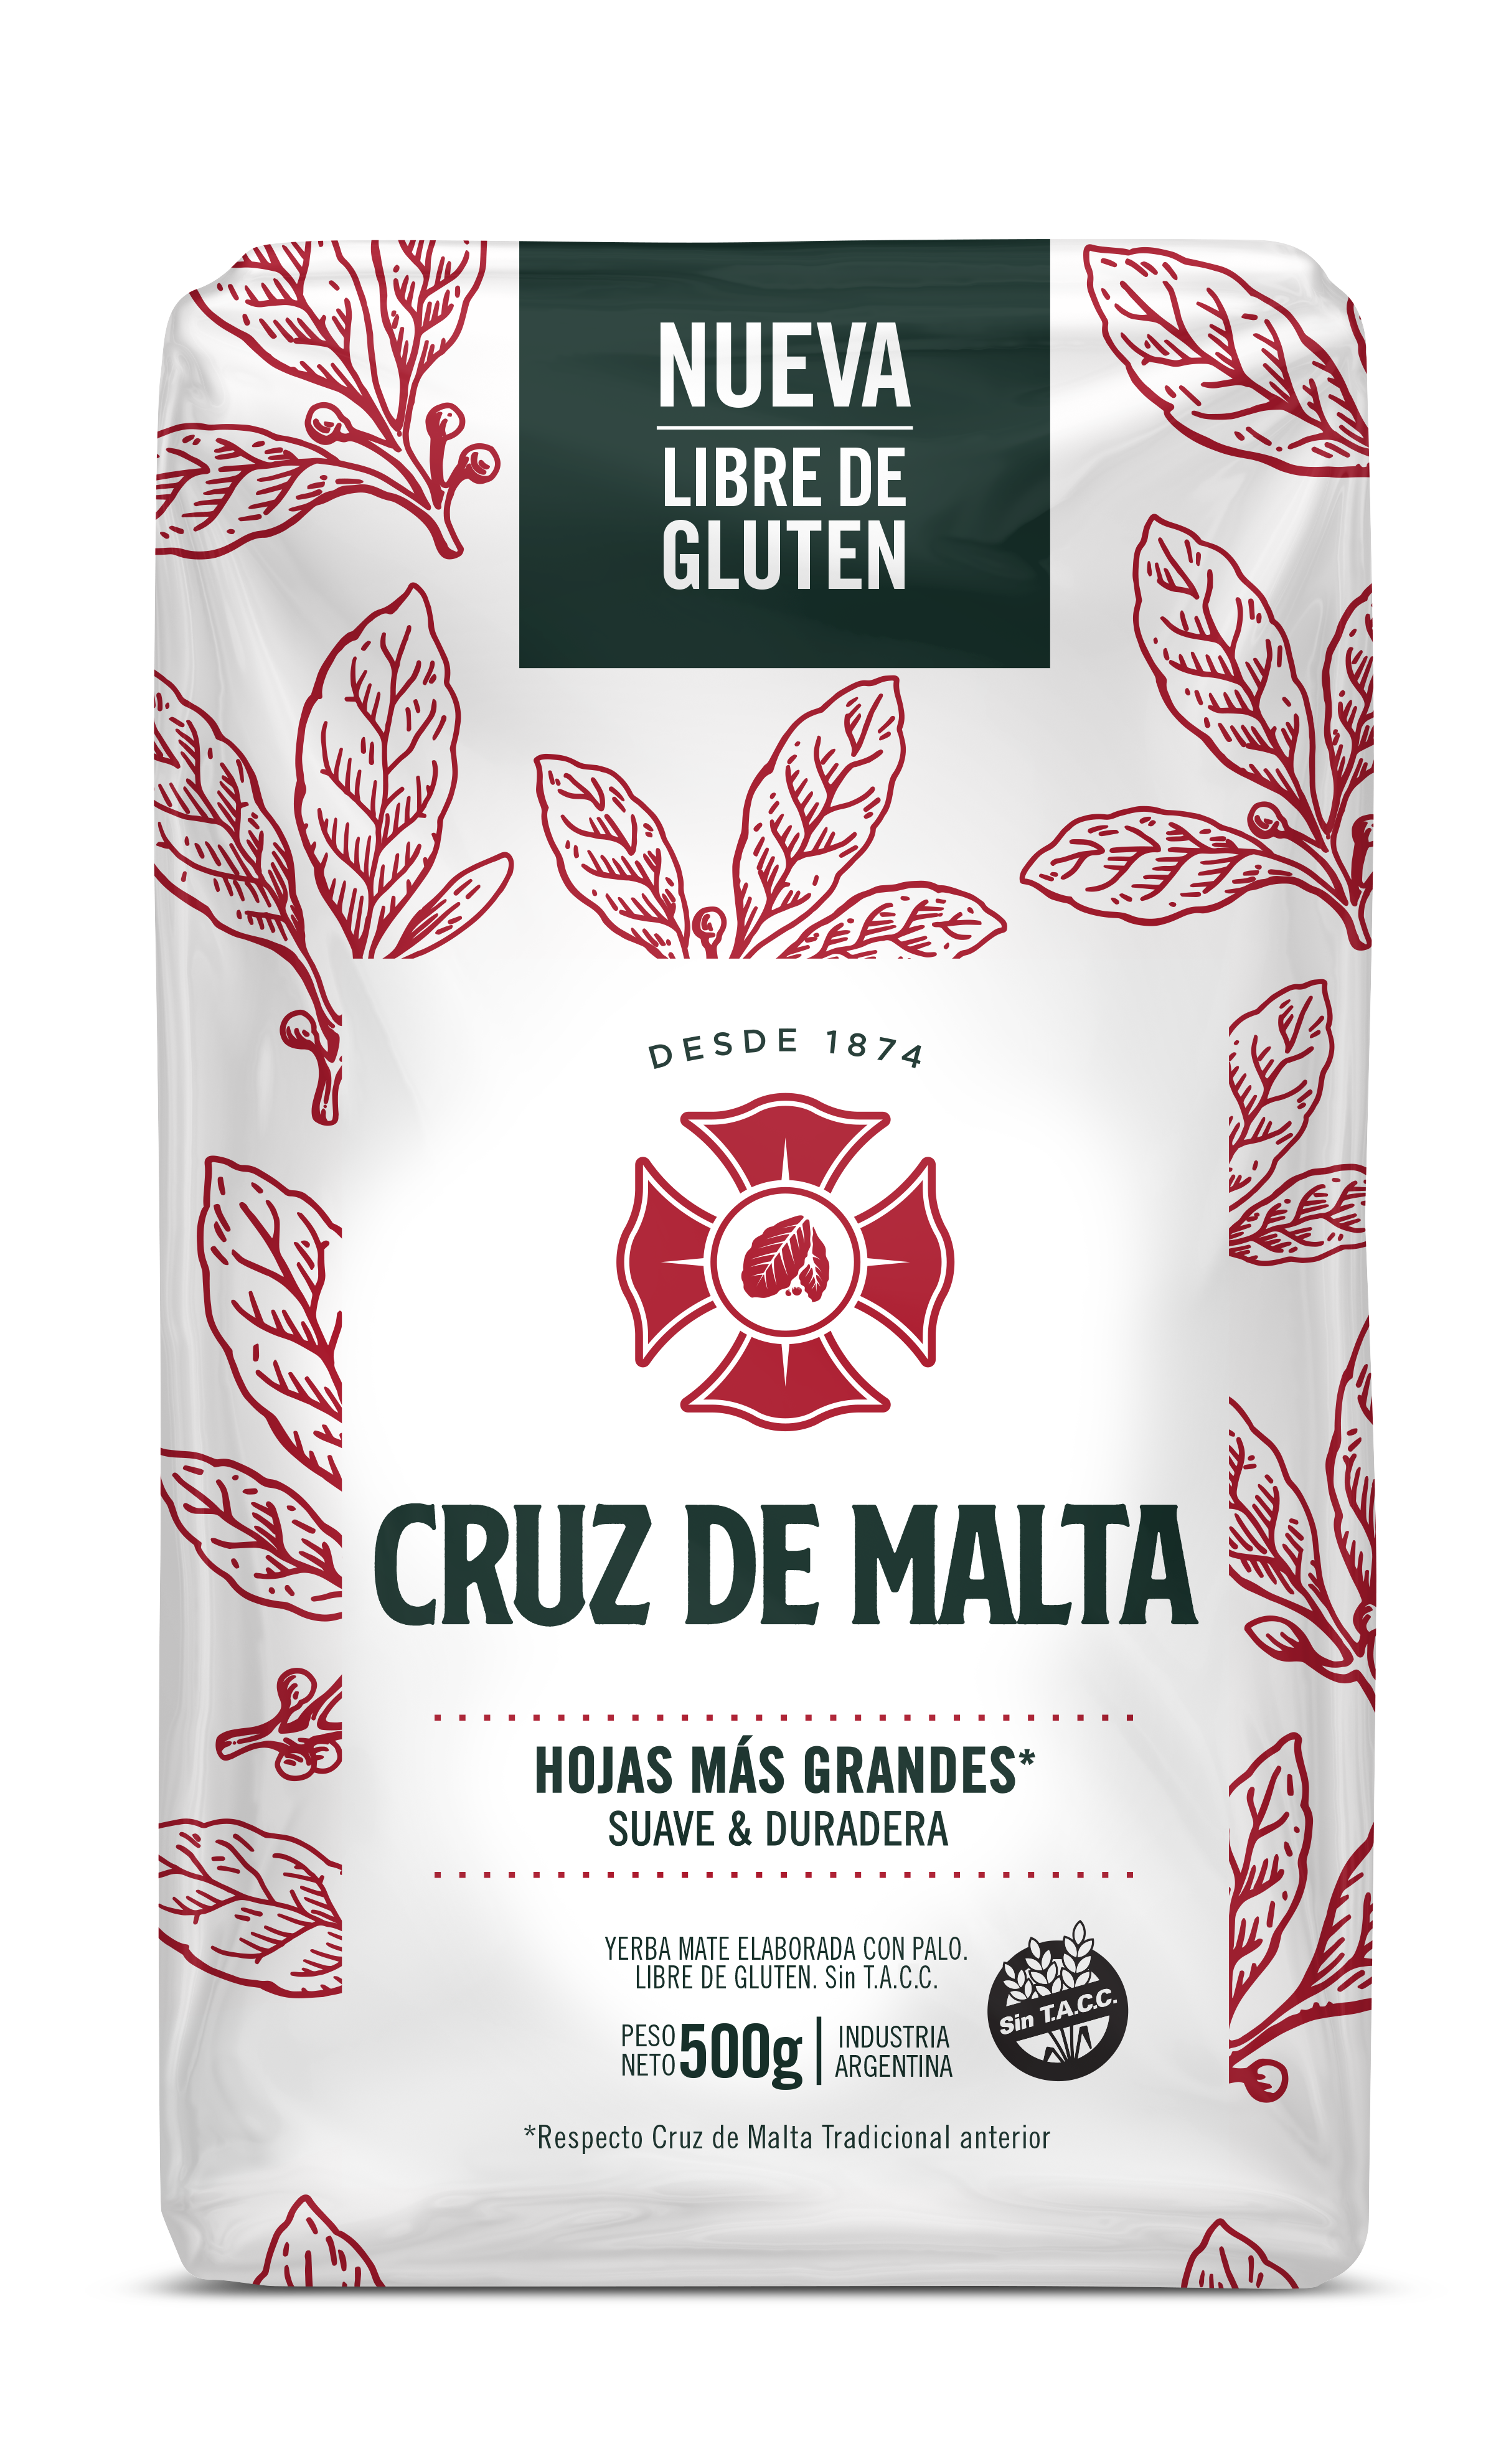 NUEVA
LIBRE DE
GLUTEN
DESDE 1874
CRUZ DE MALTA
HOJAS MÁS GRANDES*
SUAVE & DURADERA
YERBA MATE ELABORADA CON PALO.
LIBRE DE GLUTEN. Sin T.A.C.C.
Sin T.A.C.C.
PESO
NETO 500g
INDUSTRIA
ARGENTINA
*Respecto Cruz de Malta Tradicional anterior